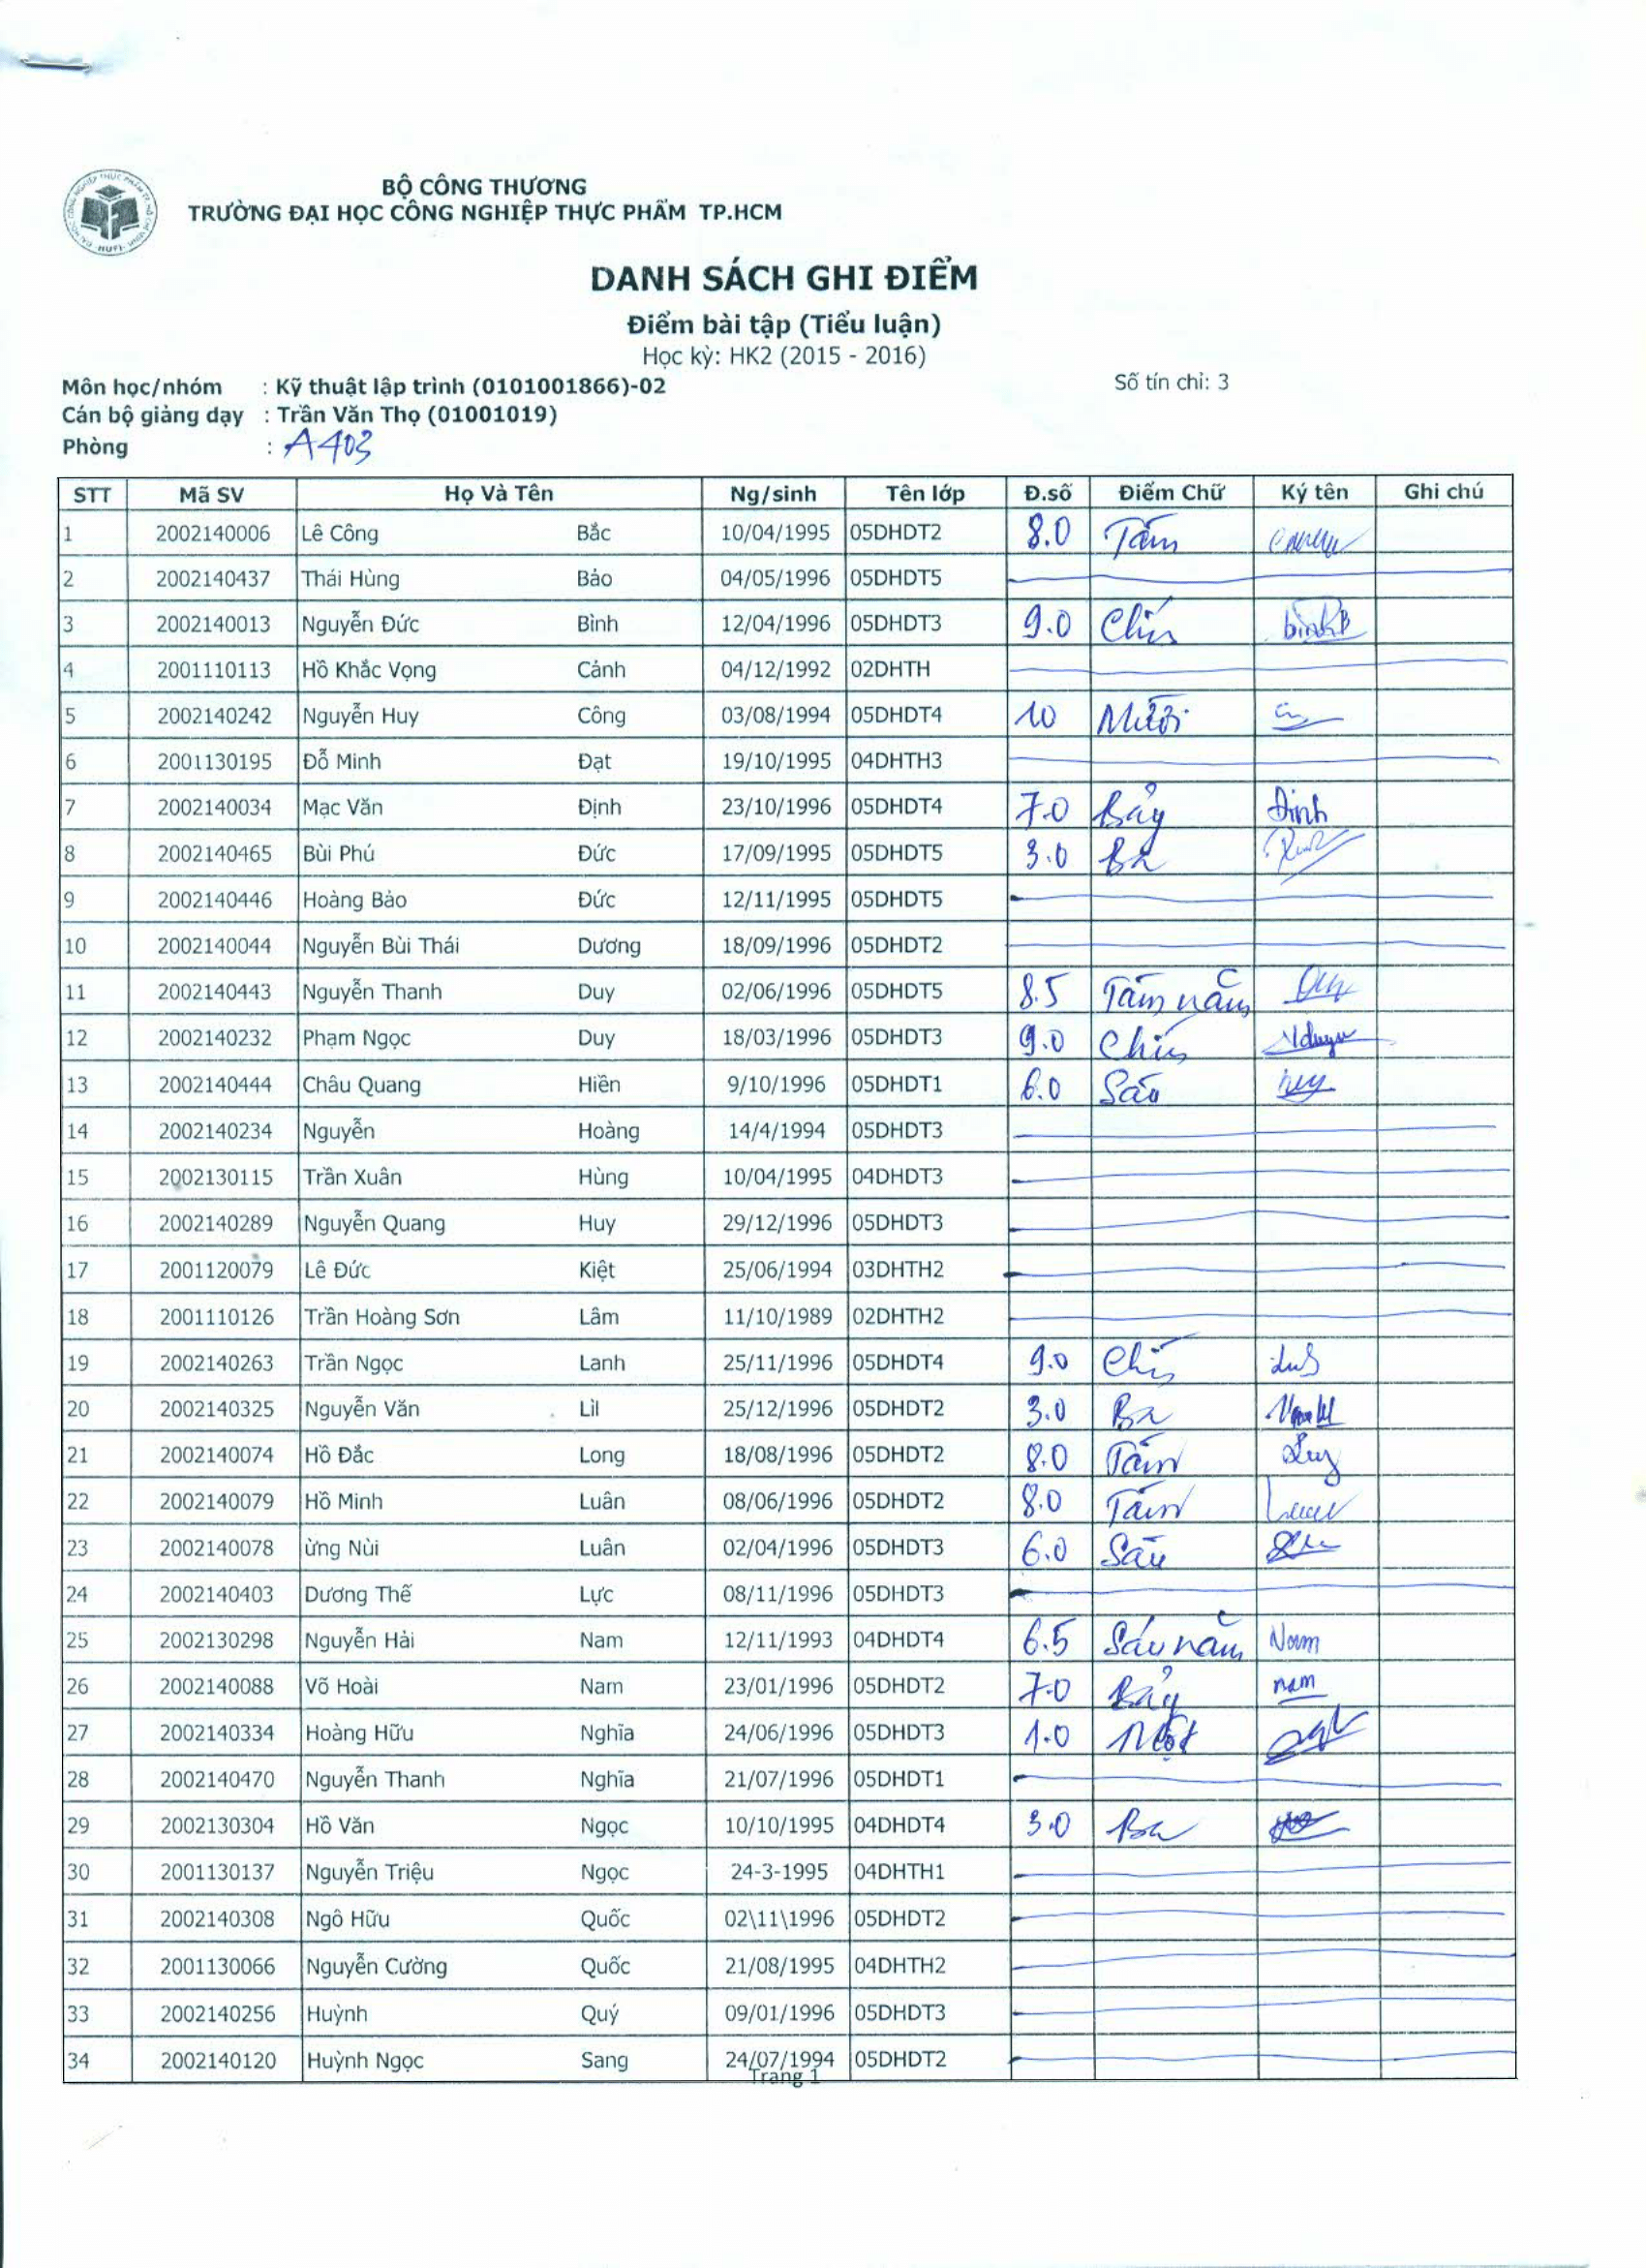 BỘ CÔNG THƯƠNG
TRƯỜNG ĐẠI HỌC CÔNG NGHIỆP THỰC PHẨM TP.HCM
HUFI
DANH SÁCH GHI ĐIỂM
Điểm bài tập (Tiểu luận)
Học kỳ: HK2 (2015 - 2016)
Môn học/nhóm : Kỹ thuật lập trình (0101001866)-02 Số tín chỉ: 3
Cán bộ giảng dạy : Trần Văn Thọ (01001019)
Phòng : A403
STT Mã SV Họ Và Tên Ng/sinh Tên lớp Đ.số Điểm Chữ Ký tên Ghi chú
1 2002140006 Lê Công Bắc 10/04/1995 05DHDT2 8.0 Tám
2 2002140437 Thái Hùng Bảo 04/05/1996 05DHDT5
3 2002140013 Nguyễn Đức Bình 12/04/1996 05DHDT3 9.0 Chín
4 2001110113 Hồ Khắc Vọng Cảnh 04/12/1992 02DHTH
5 2002140242 Nguyễn Huy Công 03/08/1994 05DHDT4 10 Mười
6 2001130195 Đỗ Minh Đạt 19/10/1995 04DHTH3
7 2002140034 Mạc Văn Định 23/10/1996 05DHDT4 7.0 Bảy Định
8 2002140465 Bùi Phú Đức 17/09/1995 05DHDT5 3.0 Ba
9 2002140446 Hoàng Bảo Đức 12/11/1995 05DHDT5
10 2002140044 Nguyễn Bùi Thái Dương 18/09/1996 05DHDT2
11 2002140443 Nguyễn Thanh Duy 02/06/1996 05DHDT5 8.5 Tám năm
12 2002140232 Phạm Ngọc Duy 18/03/1996 05DHDT3 9.0 Chín
13 2002140444 Châu Quang Hiền 9/10/1996 05DHDT1 6.0 Sáu
14 2002140234 Nguyễn Hoàng 14/4/1994 05DHDT3
15 2002130115 Trần Xuân Hùng 10/04/1995 04DHDT3
16 2002140289 Nguyễn Quang Huy 29/12/1996 05DHDT3
17 2001120079 Lê Đức Kiệt 25/06/1994 03DHTH2
18 2001110126 Trần Hoàng Sơn Lâm 11/10/1989 02DHTH2
19 2002140263 Trần Ngọc Lanh 25/11/1996 05DHDT4 9.0 Chín
20 2002140325 Nguyễn Văn Lìl 25/12/1996 05DHDT2 3.0 Ba
21 2002140074 Hồ Đắc Long 18/08/1996 05DHDT2 8.0 Tám
22 2002140079 Hồ Minh Luân 08/06/1996 05DHDT2 8.0 Tám
23 2002140078 ừng Nùi Luân 02/04/1996 05DHDT3 6.0 Sáu
24 2002140403 Dương Thế Lực 08/11/1996 05DHDT3
25 2002130298 Nguyễn Hải Nam 12/11/1993 04DHDT4 6.5 Sáu năm Nam
26 2002140088 Võ Hoài Nam 23/01/1996 05DHDT2 7.0 Bảy nam
27 2002140334 Hoàng Hữu Nghĩa 24/06/1996 05DHDT3 1.0 Một
28 2002140470 Nguyễn Thanh Nghĩa 21/07/1996 05DHDT1
29 2002130304 Hồ Văn Ngọc 10/10/1995 04DHDT4 3.0 Ba
30 2001130137 Nguyễn Triệu Ngọc 24-3-1995 04DHTH1
31 2002140308 Ngô Hữu Quốc 02\11\1996 05DHDT2
32 2001130066 Nguyễn Cường Quốc 21/08/1995 04DHTH2
33 2002140256 Huỳnh Quý 09/01/1996 05DHDT3
34 2002140120 Huỳnh Ngọc Sang 24/07/1994 05DHDT2
Trang 1